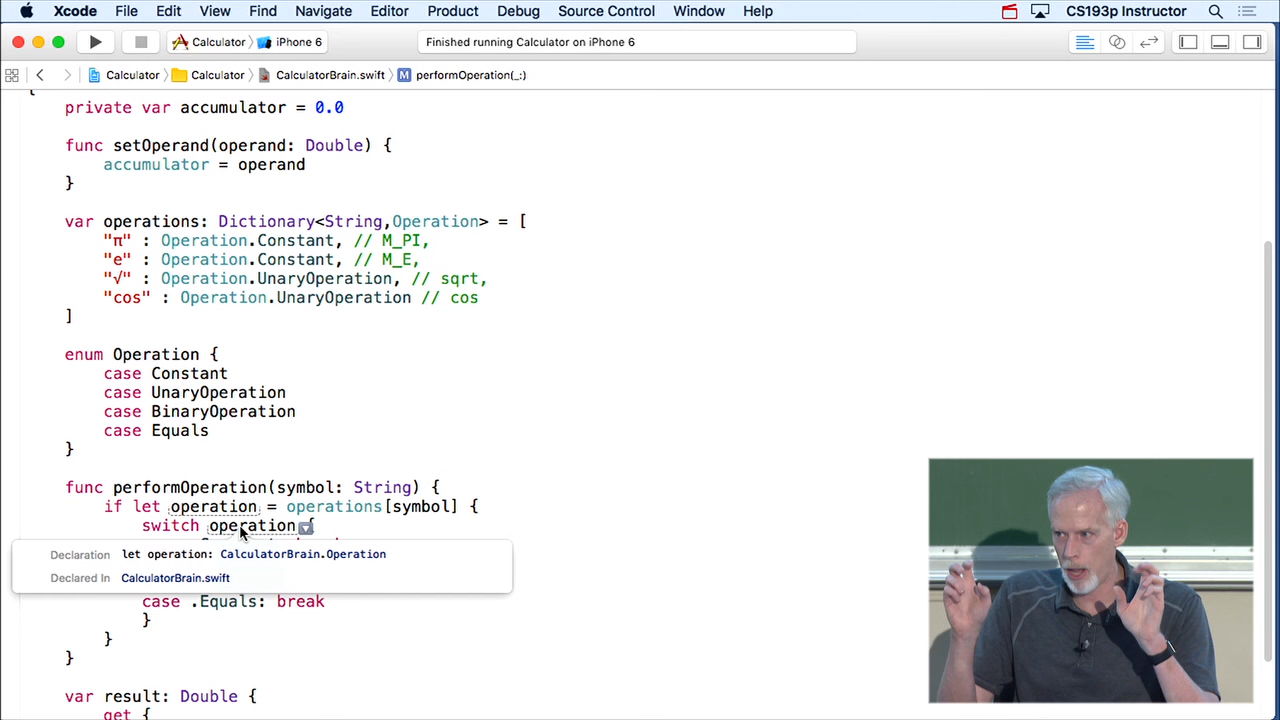 Xcode File Edit View Find Navigate Editor Product Debug Source Control Window Help CS193p Instructor
Calculator iPhone 6 Finished running Calculator on iPhone 6
Calculator Calculator CalculatorBrain.swift M performOperation(_:)
{
private var accumulator = 0.0
func setOperand(operand: Double) {
accumulator = operand
}
var operations: Dictionary<String,Operation> = [
"π" : Operation.Constant, // M_PI,
"e" : Operation.Constant, // M_E,
"√" : Operation.UnaryOperation, // sqrt,
"cos" : Operation.UnaryOperation // cos
]
enum Operation {
case Constant
case UnaryOperation
case BinaryOperation
case Equals
}
func performOperation(symbol: String) {
if let operation = operations[symbol] {
switch operation {
Declaration let operation: CalculatorBrain.Operation
Declared In CalculatorBrain.swift
case .Equals: break
}
}
}
var result: Double {
get {